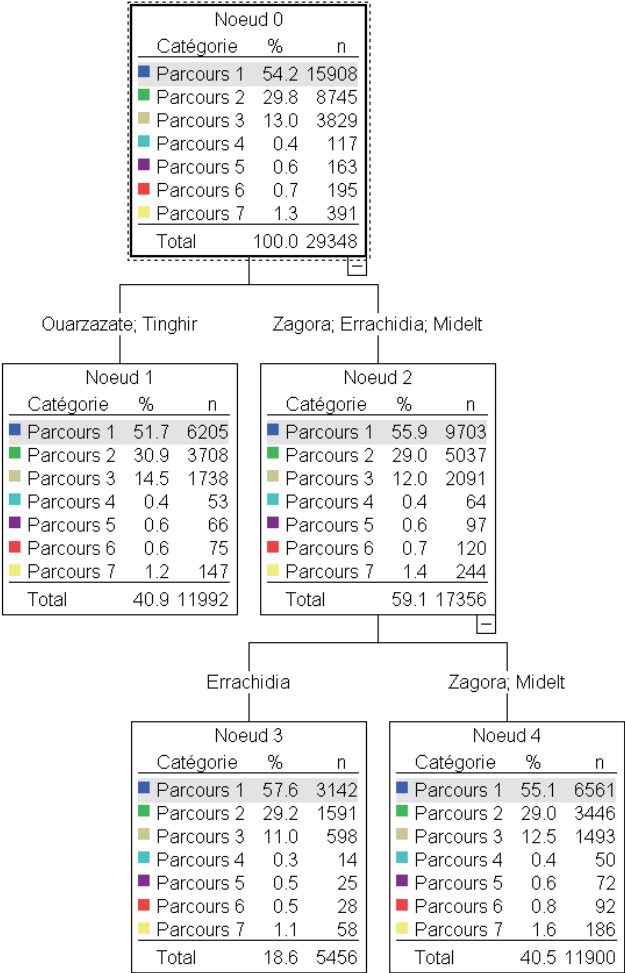 Noeud 0
Catégorie % n
Parcours 1 54.2 15908
Parcours 2 29.8 8745
Parcours 3 13.0 3829
Parcours 4 0.4 117
Parcours 5 0.6 163
Parcours 6 0.7 195
Parcours 7 1.3 391
Total 100.0 29348
Ouarzazate; Tinghir
Zagora; Errachidia; Midelt
Noeud 1
Catégorie % n
Parcours 1 51.7 6205
Parcours 2 30.9 3708
Parcours 3 14.5 1738
Parcours 4 0.4 53
Parcours 5 0.6 66
Parcours 6 0.6 75
Parcours 7 1.2 147
Total 40.9 11992
Noeud 2
Catégorie % n
Parcours 1 55.9 9703
Parcours 2 29.0 5037
Parcours 3 12.0 2091
Parcours 4 0.4 64
Parcours 5 0.6 97
Parcours 6 0.7 120
Parcours 7 1.4 244
Total 59.1 17356
Errachidia
Zagora; Midelt
Noeud 3
Catégorie % n
Parcours 1 57.6 3142
Parcours 2 29.2 1591
Parcours 3 11.0 598
Parcours 4 0.3 14
Parcours 5 0.5 25
Parcours 6 0.5 28
Parcours 7 1.1 58
Total 18.6 5456
Noeud 4
Catégorie % n
Parcours 1 55.1 6561
Parcours 2 29.0 3446
Parcours 3 12.5 1493
Parcours 4 0.4 50
Parcours 5 0.6 72
Parcours 6 0.8 92
Parcours 7 1.6 186
Total 40.5 11900